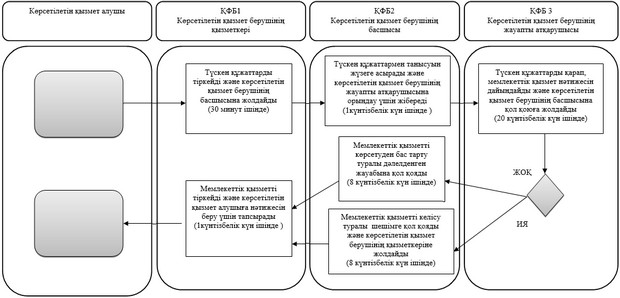 Көрсетілетін қызмет алушы
ҚФБ1
Көрсетілетін қызмет берушінің
қызметкері
ҚФБ2
Көрсетілетін қызмет берушінің
басшысы
ҚФБ 3
Көрсетілетін қызмет берушінің
жауапты атқарушысы
Түскен құжаттарды
тіркейді және көрсетілетін
қызмет берушінің
басшысына жолдайды
(30 минут ішінде)
Түскен құжаттармен танысуын
жүзеге асырады және
көрсетілетін қызмет берушінің
жауапты атқарушысына
орындау үшін жібереді
(1күнтізбелік күн ішінде )
Түскен құжаттарды қарап,
мемлекеттік қызмет нәтижесін
дайындайды және көрсетілетін
қызмет берушінің басшысына
қол қоюға жолдайды
(20 күнтізбелік күн ішінде)
Мемлекеттік қызметті
көрсетуден бас тарту
туралы дәлелденген
жауабына қол қояды
(8 күнтізбелік күн ішінде)
ЖОҚ
Мемлекеттік қызметті
тіркейді және көрсетілетін
қызмет алушыға нәтижесін
беру үшін тапсырады
(1күнтізбелік күн ішінде )
Мемлекеттік қызметті келісу
туралы шешімге қол қояды
және көрсетілетін қызмет
берушінің қызметкеріне
жолдайды
(8 күнтізбелік күн ішінде)
ИЯ